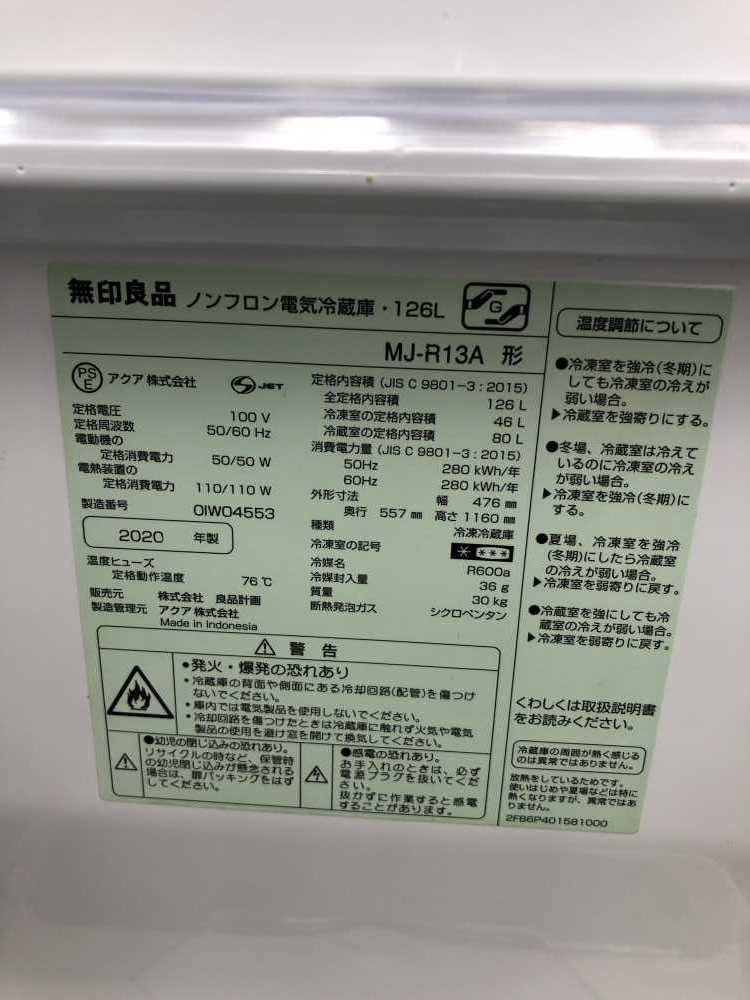 無印良品 ノンフロン電気冷蔵庫・126L
G
MJ-R13A 形
PS
E
アクア 株式会社
JET
定格電圧 100 V
定格周波数 50/60 Hz
電動機の
定格消費電力 50/50 W
電熱装置の
定格消費電力 110/110 W
製造番号 0IW04553
2020 年製
温度ヒューズ
定格動作温度 76℃
販売元 株式会社 良品計画
製造管理元 アクア 株式会社
Made in Indonesia
定格内容積 (JIS C 9801-3 : 2015)
全定格内容積 126 L
冷凍室の定格内容積 46 L
冷蔵室の定格内容積 80 L
消費電力量 (JIS C 9801-3 : 2015)
50Hz 280 kWh/年
60Hz 280 kWh/年
外形寸法 幅 476 ㎜
奥行 557 ㎜ 高さ 1160 ㎜
種類 冷凍冷蔵庫
冷凍室の記号 * ***
冷媒名 R600a
冷媒封入量 36 g
質量 30 kg
断熱発泡ガス シクロペンタン
警告
・発火・爆発の恐れあり
・冷蔵庫の背面や側面にある冷却回路(配管)を傷つけ
ないでください。
・庫内では電気製品を使用しないでください。
・冷却回路を傷つけたときは冷蔵庫に触れず火気や電気
製品の使用を避け窓を開けて換気してください。
●幼児の閉じ込みの恐れあり。
リサイクルの時など、保管時
の幼児閉じ込みが懸念される
場合は、扉パッキングをはず
してください。
●感電の恐れあり。
お手入れのときは、必ず
電源プラグを抜いてくだ
さい。
抜かずに作業すると感電
することがあります。
温度調節について
●冷凍室を強冷(冬期)に
しても冷凍室の冷えが
弱い場合。
▶冷蔵室を強寄りにする。
●冬場、冷蔵室は冷えて
いるのに冷凍室の冷え
が弱い場合。
▶冷凍室を強冷(冬期)に
する。
●夏場、冷凍室を強冷
(冬期)にしたら冷蔵室
の冷えが弱い場合。
▶冷凍室を弱寄りに戻す。
●冷蔵室を強にしても冷
蔵室の冷えが弱い場合。
▶冷凍室を弱寄りに戻す。
くわしくは取扱説明書
をお読みください。
冷蔵庫の周囲が熱く感じる
のは異常ではありません。
放熱をしているためです。
使いはじめや夏場などは特に
熱くなりますが、異常ではあ
りません。
2FB6P401581000